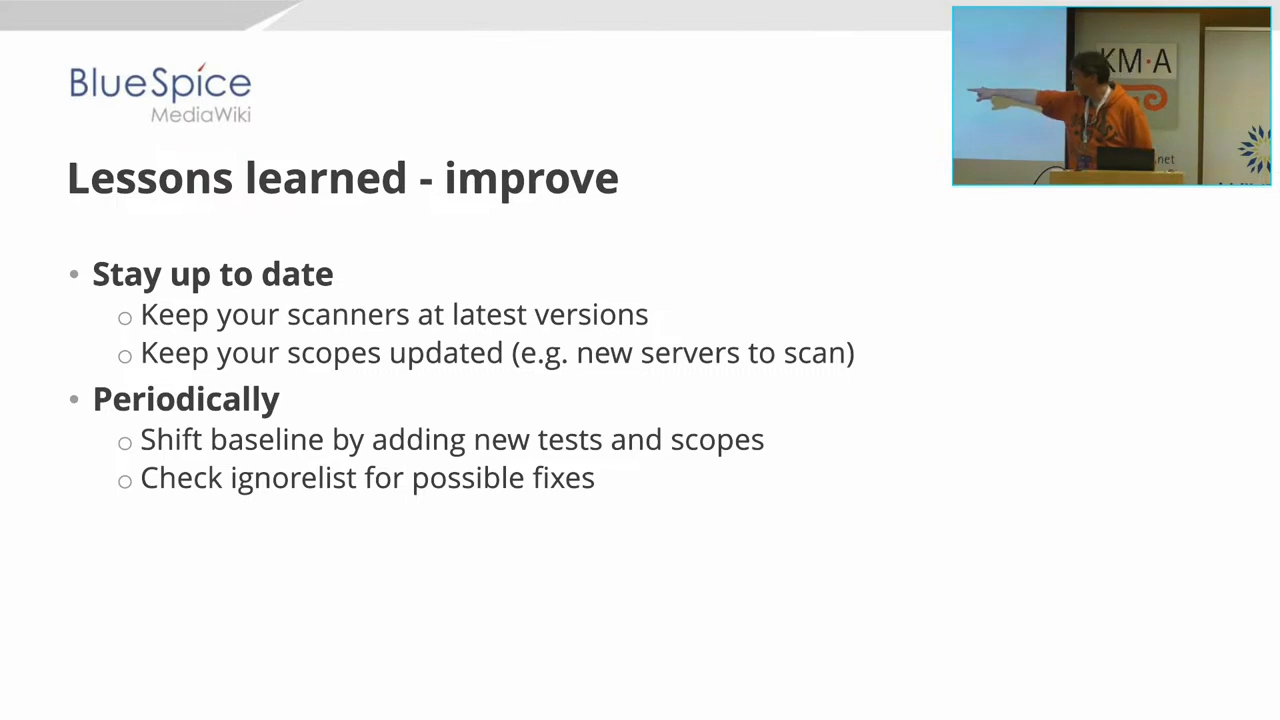 BlueSpice
MediaWiki
KM·A
.net
Lessons learned - improve
• Stay up to date
○ Keep your scanners at latest versions
○ Keep your scopes updated (e.g. new servers to scan)
• Periodically
○ Shift baseline by adding new tests and scopes
○ Check ignorelist for possible fixes